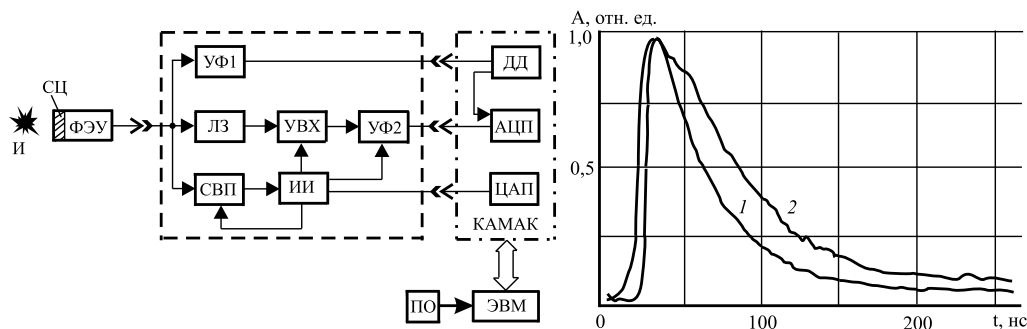 СЦ
И
ФЭУ
УФ1
ЛЗ
УВХ
УФ2
СВП
ИИ
ДД
АЦП
ЦАП
КАМАК
ПО
ЭВМ
А, отн. ед.
1,0
0,5
1
2
0
100
200
t, нс